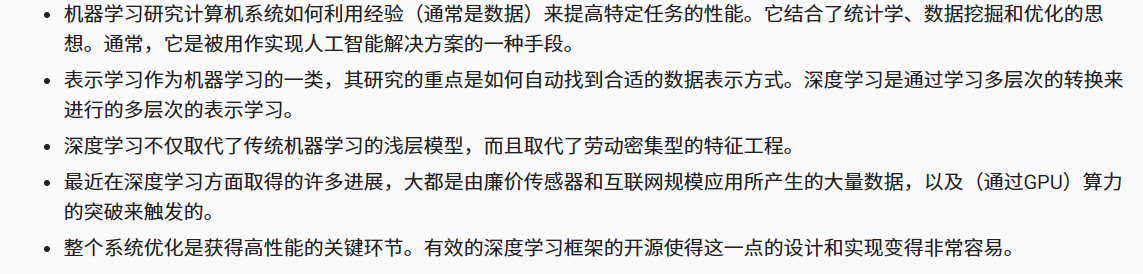 • 机器学习研究计算机系统如何利用经验（通常是数据）来提高特定任务的性能。它结合了统计学、数据挖掘和优化的思
想。通常，它是被用作实现人工智能解决方案的一种手段。
• 表示学习作为机器学习的一类，其研究的重点是如何自动找到合适的数据表示方式。深度学习是通过学习多层次的转换来
进行的多层次的表示学习。
• 深度学习不仅取代了传统机器学习的浅层模型，而且取代了劳动密集型的特征工程。
• 最近在深度学习方面取得的许多进展，大都是由廉价传感器和互联网规模应用所产生的大量数据，以及（通过GPU）算力
的突破来触发的。
• 整个系统优化是获得高性能的关键环节。有效的深度学习框架的开源使得这一点的设计和实现变得非常容易。